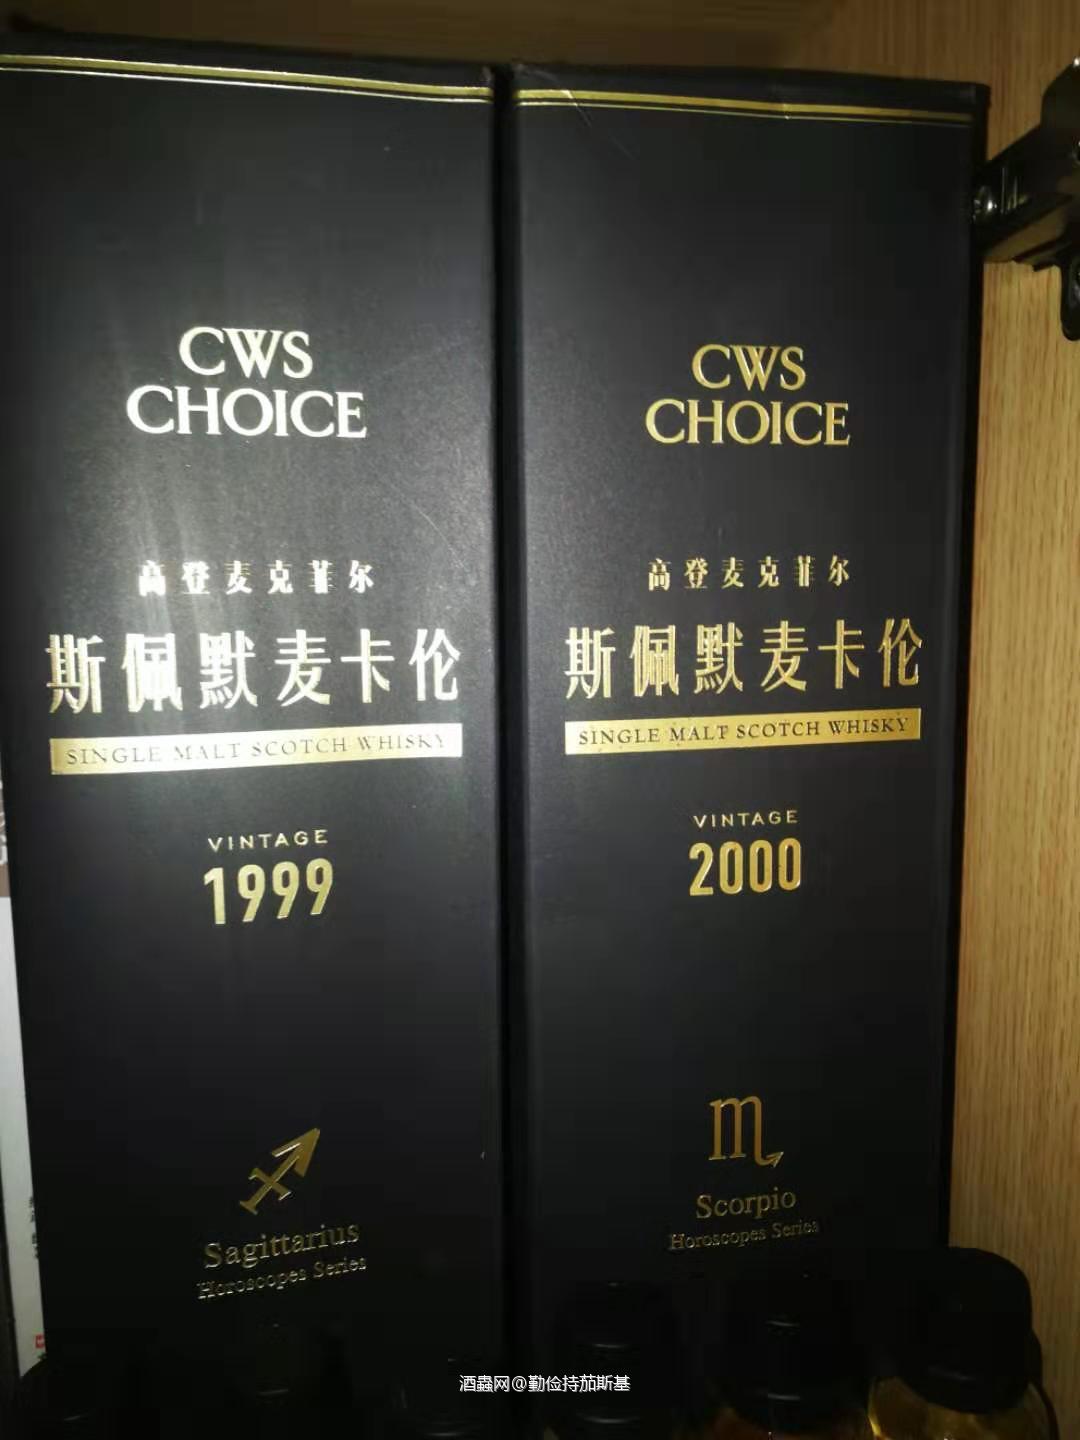 CWS
CHOICE
高登麦克菲尔
斯佩默麦卡伦
SINGLE MALT SCOTCH WHISKY
VINTAGE
1999
Sagittarius
Horoscopes Series
CWS
CHOICE
高登麦克菲尔
斯佩默麦卡伦
SINGLE MALT SCOTCH WHISKY
VINTAGE
2000
Scorpio
Horoscopes Series
酒蟲网@勤俭持茄斯基